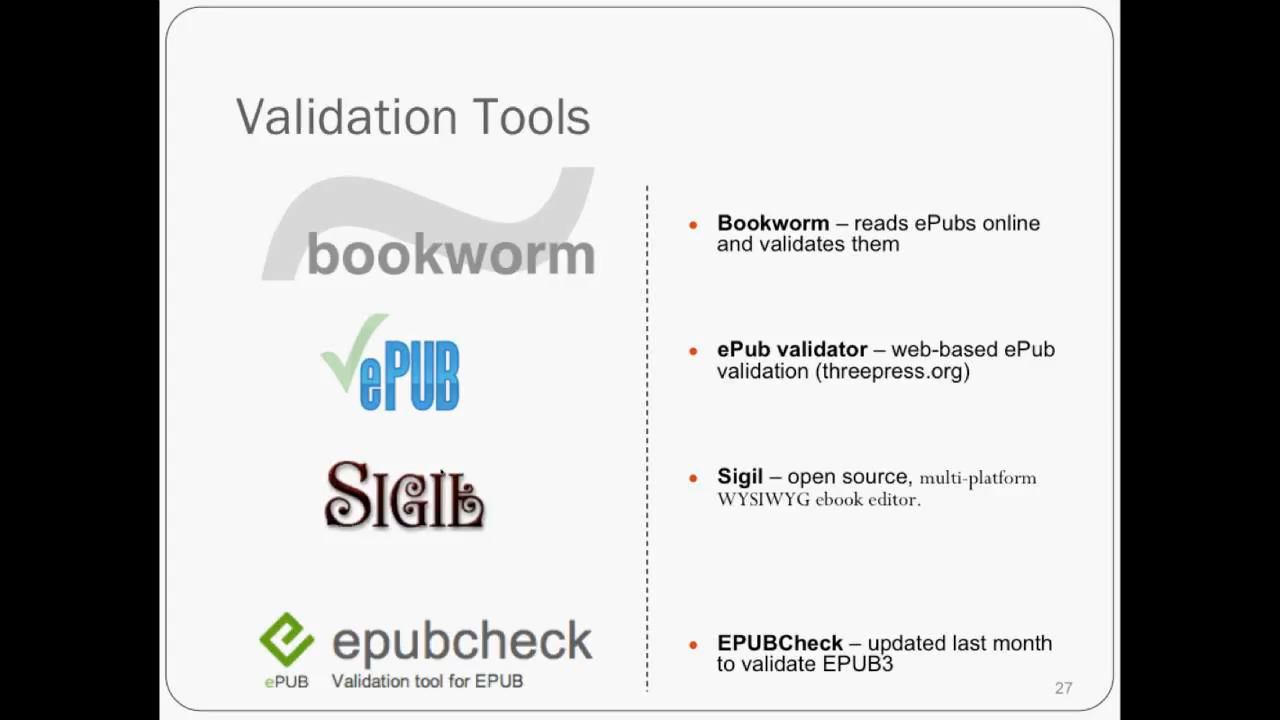 Validation Tools
bookworm
Bookworm – reads ePubs online
and validates them
ePUB
ePub validator – web-based ePub
validation (threepress.org)
SIGIL
Sigil – open source, multi-platform
WYSIWYG ebook editor.
epubcheck
ePUB
Validation tool for EPUB
EPUBCheck – updated last month
to validate EPUB3
27